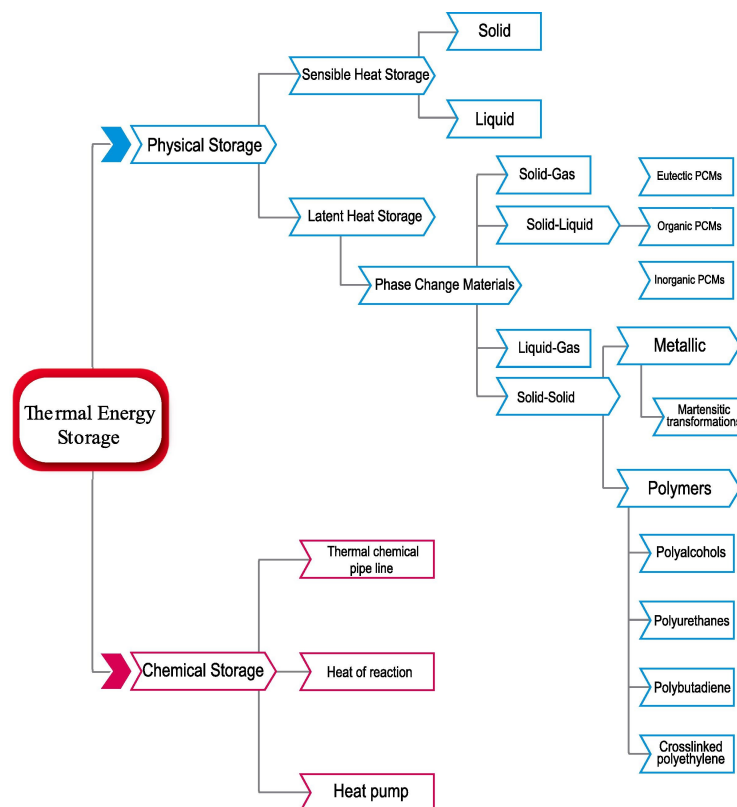 Solid
Sensible Heat Storage
Liquid
Physical Storage
Solid-Gas
Eutectic PCMs
Latent Heat Storage
Solid-Liquid
Organic PCMs
Phase Change Materials
Inorganic PCMs
Liquid-Gas
Metallic
Solid-Solid
Martensitic
transformations
Thermal Energy
Storage
Polymers
Thermal chemical
pipe line
Polyalcohols
Polyurethanes
Chemical Storage
Heat of reaction
Polybutadiene
Crosslinked
polyethylene
Heat pump